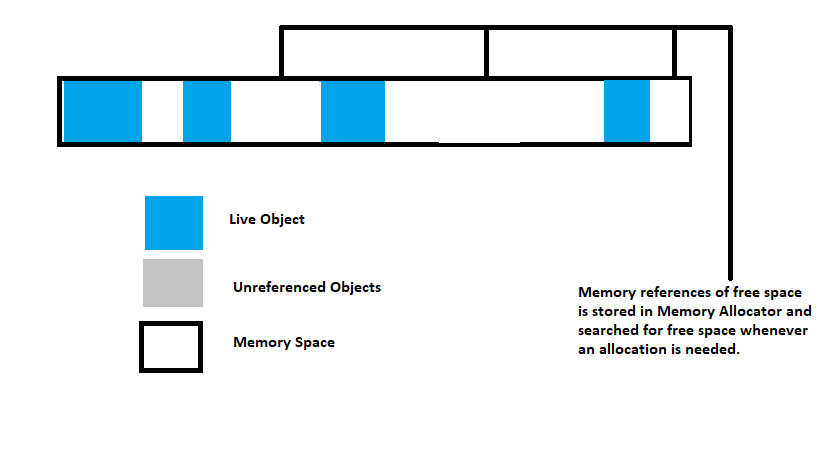 Live Object
Unreferenced Objects
Memory Space
Memory references of free space
is stored in Memory Allocator and
searched for free space whenever
an allocation is needed.